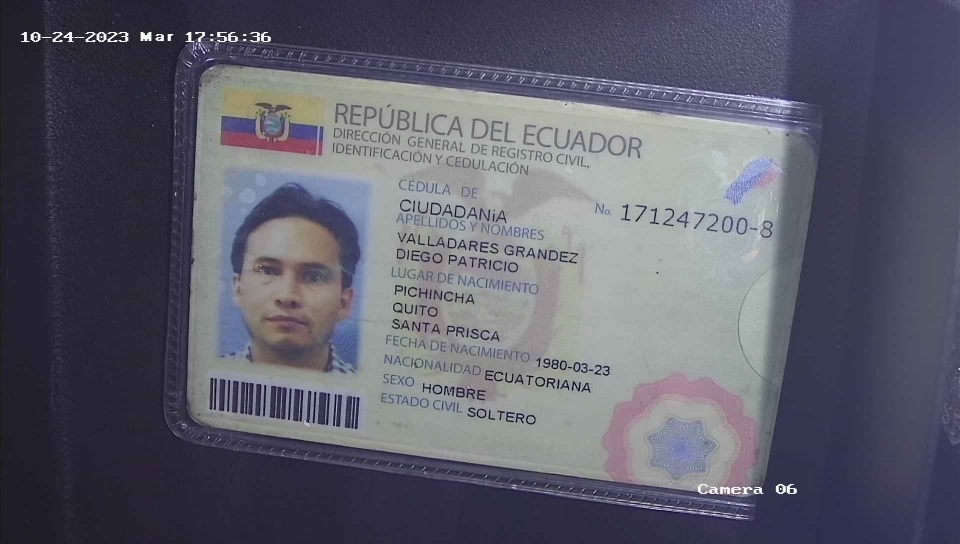 10-24-2023 Mar 17:56:36
REPÚBLICA DEL ECUADOR
DIRECCIÓN GENERAL DE REGISTRO CIVIL,
IDENTIFICACIÓN Y CEDULACIÓN
CÉDULA DE
CIUDADANíA
No. 171247200-8
APELLIDOS Y NOMBRES
VALLADARES GRANDEZ
DIEGO PATRICIO
LUGAR DE NACIMIENTO
PICHINCHA
QUITO
SANTA PRISCA
FECHA DE NACIMIENTO 1980-03-23
NACIONALIDAD ECUATORIANA
SEXO HOMBRE
ESTADO CIVIL SOLTERO
Camera 06